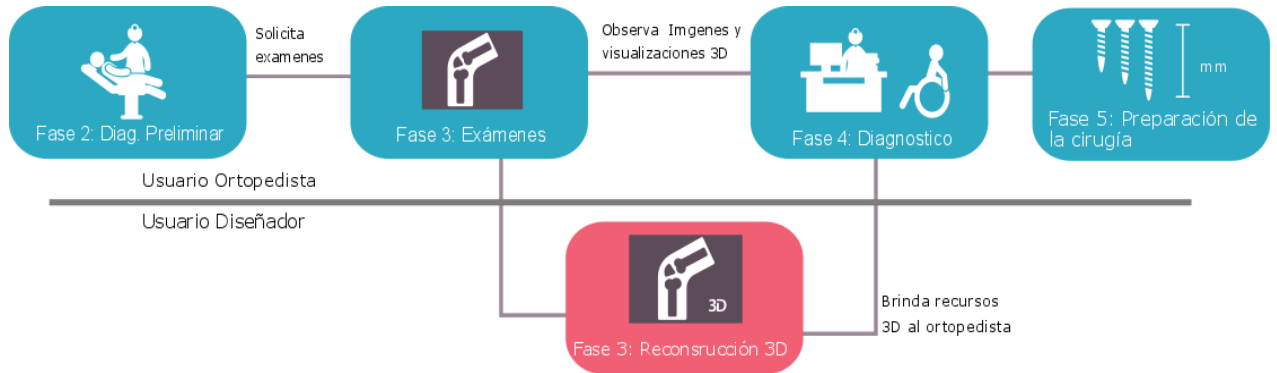 Solicita
examenes
Observa Imgenes y
visualizaciones 3D
mm
Fase 2: Diag. Preliminar
Fase 3: Exámenes
Fase 4: Diagnostico
Fase 5: Preparación de
la cirugía
Usuario Ortopedista
Usuario Diseñador
3D
Fase 3: Reconsrucción 3D
Brinda recursos
3D al ortopedista